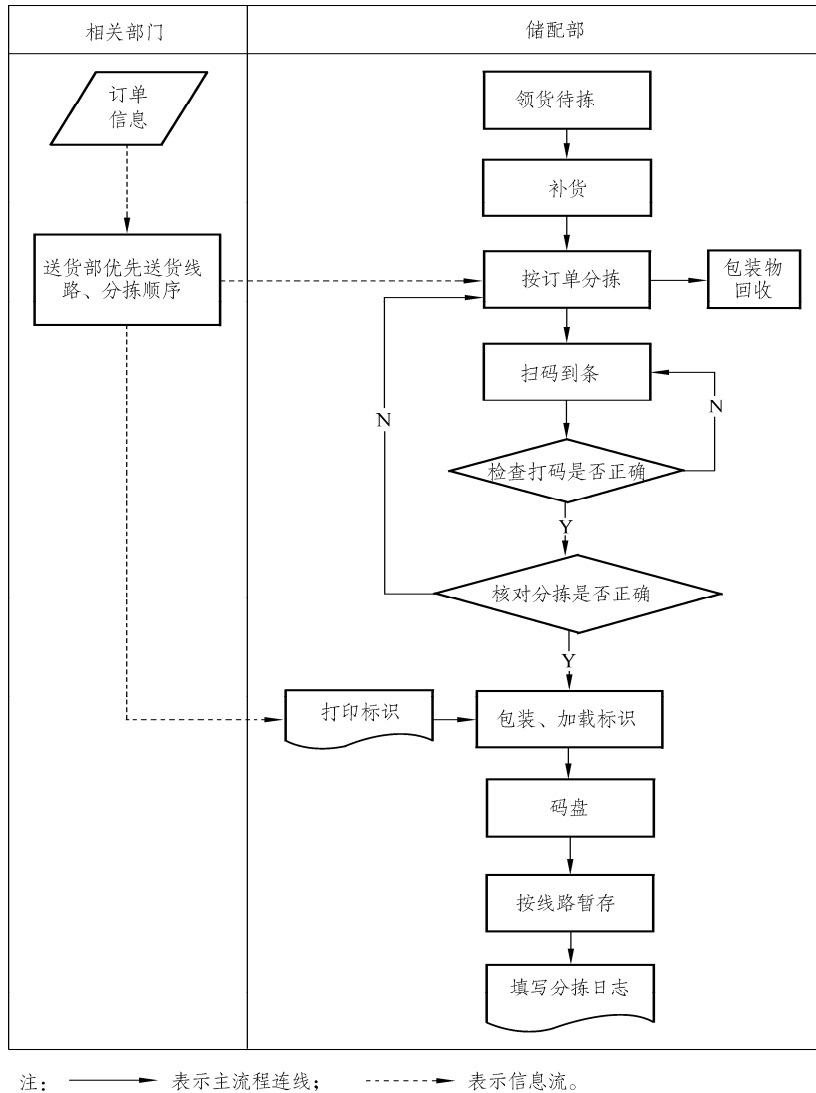 相关部门
储配部
订单
信息
领货待拣
补货
送货部优先送货线
路、分拣顺序
按订单分拣
包装物
回收
扫码到条
N
N
检查打码是否正确
Y
核对分拣是否正确
Y
打印标识
包装、加载标识
码盘
按线路暂存
填写分拣日志
注： 表示主流程连线； 表示信息流。